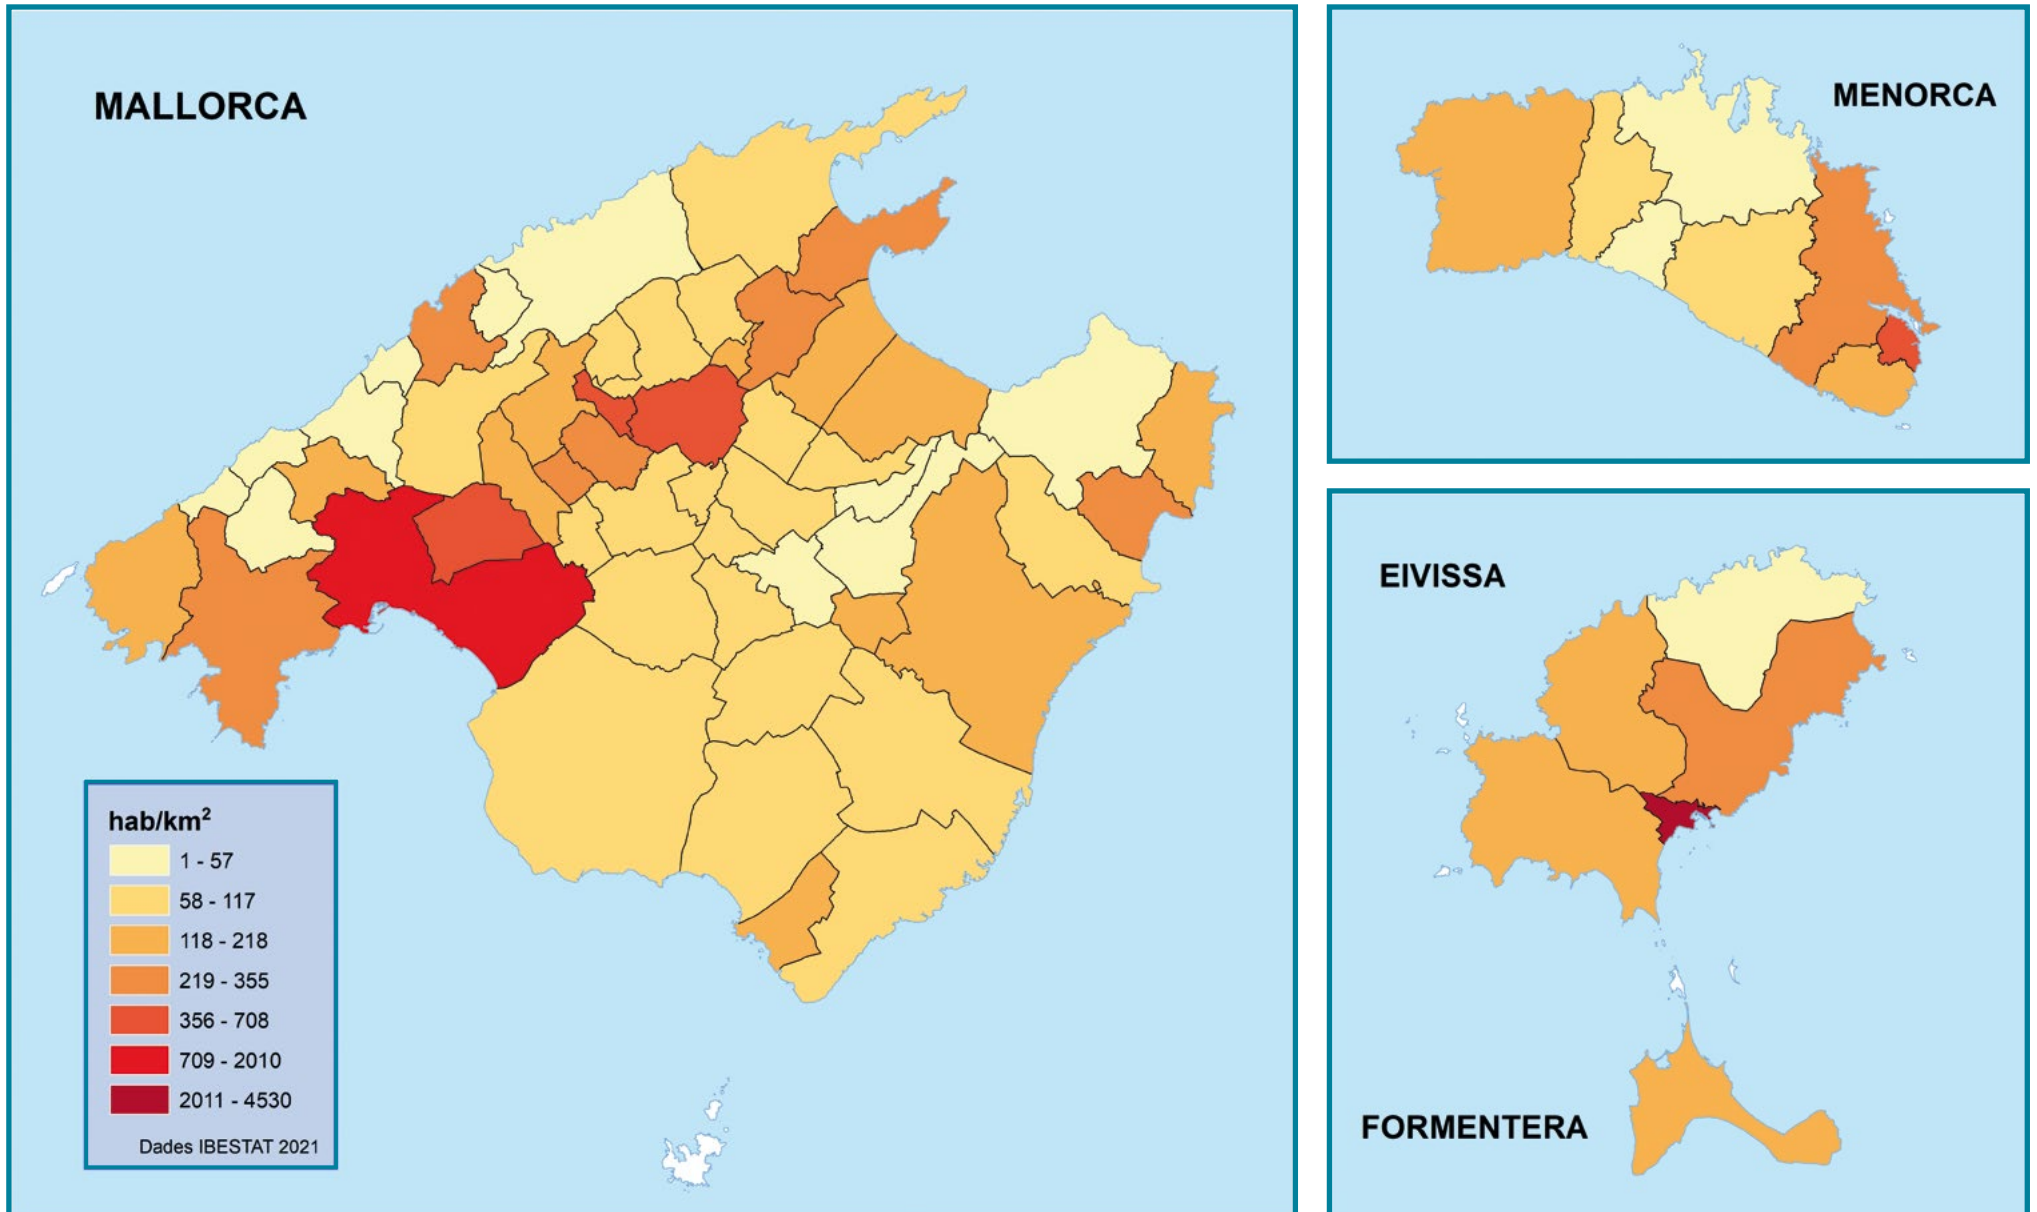 MALLORCA
hab/km²
1 - 57
58 - 117
118 - 218
219 - 355
356 - 708
709 - 2010
2011 - 4530
Dades IBESTAT 2021
MENORCA
EIVISSA
FORMENTERA